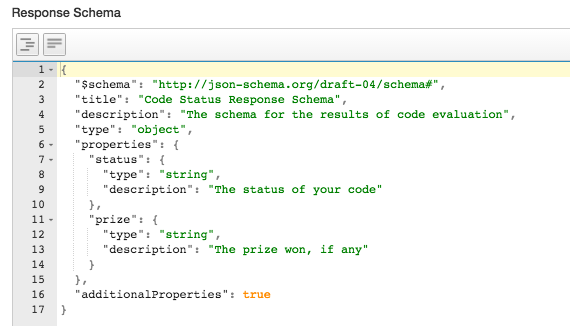 Response Schema
1 {
2 "$schema": "http://json-schema.org/draft-04/schema#",
3 "title": "Code Status Response Schema",
4 "description": "The schema for the results of code evaluation",
5 "type": "object",
6 "properties": {
7 "status": {
8 "type": "string",
9 "description": "The status of your code"
10 },
11 "prize": {
12 "type": "string",
13 "description": "The prize won, if any"
14 }
15 },
16 "additionalProperties": true
17 }